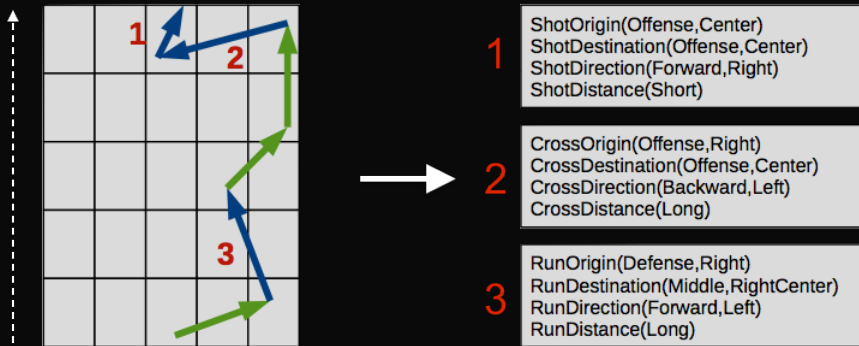 1
2
3
1
ShotOrigin(Offense,Center)
ShotDestination(Offense,Center)
ShotDirection(Forward,Right)
ShotDistance(Short)
2
CrossOrigin(Offense,Right)
CrossDestination(Offense,Center)
CrossDirection(Backward,Left)
CrossDistance(Long)
3
RunOrigin(Defense,Right)
RunDestination(Middle,RightCenter)
RunDirection(Forward,Left)
RunDistance(Long)